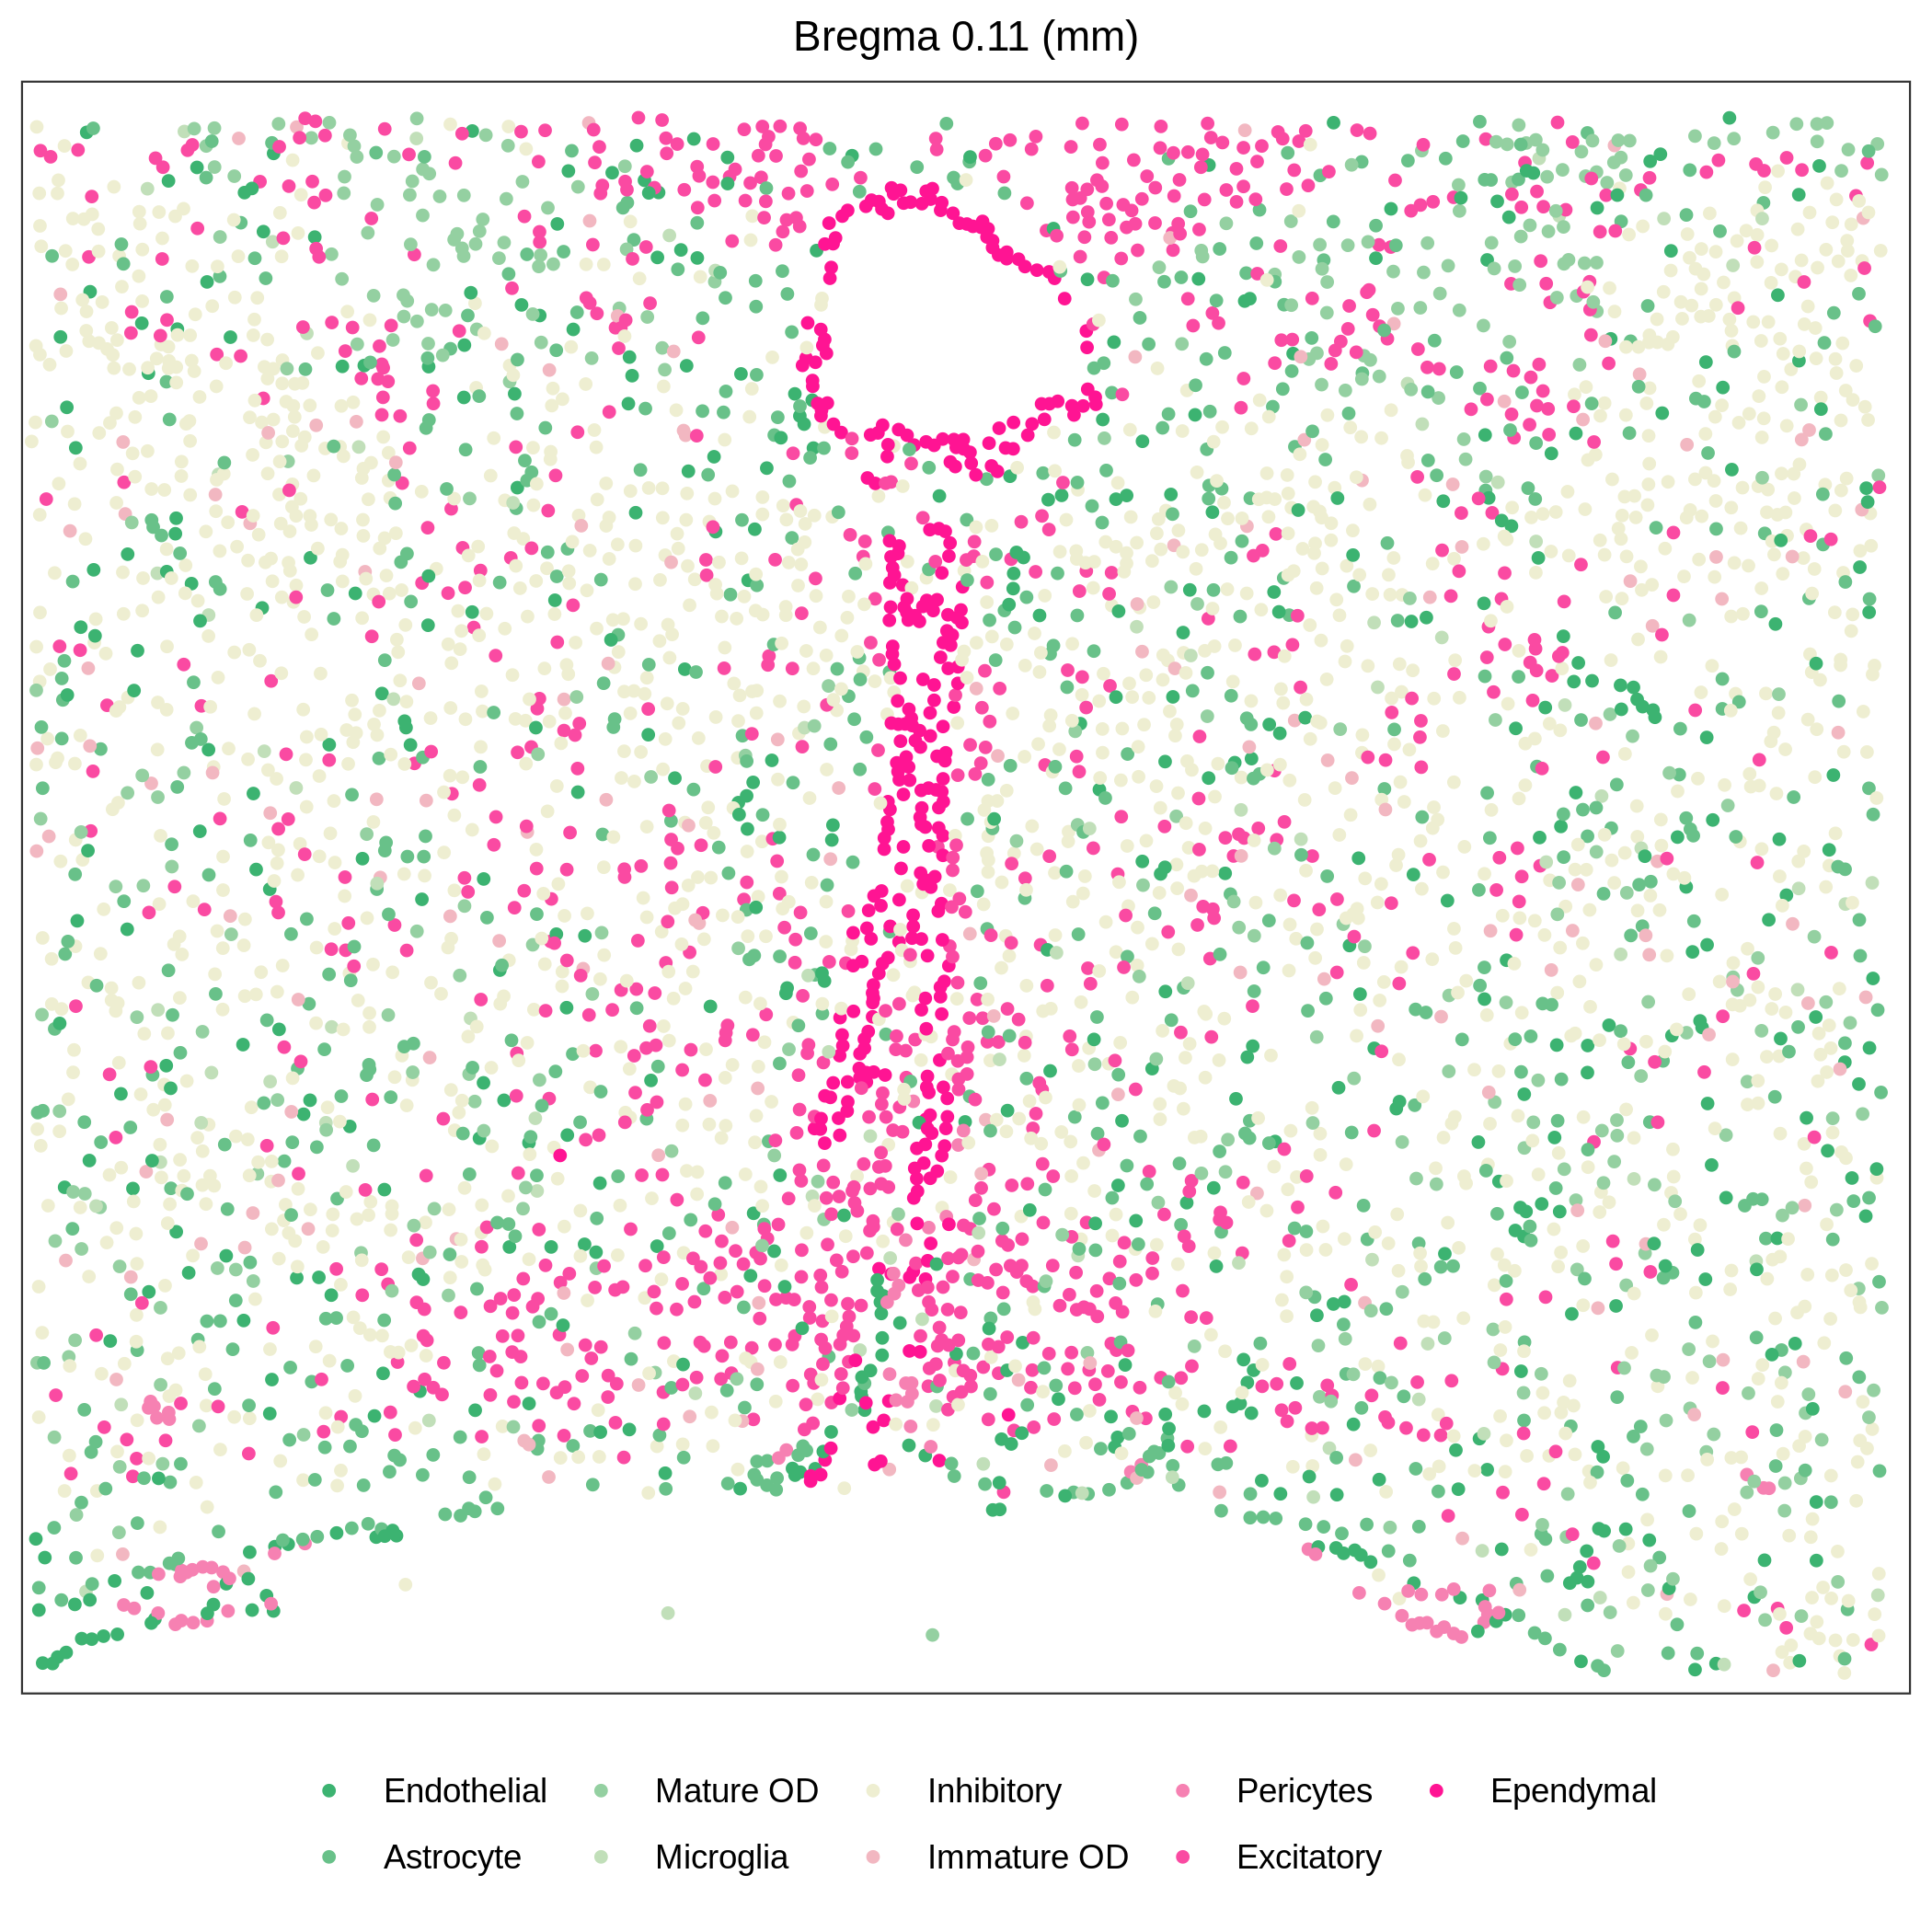 Bregma 0.11 (mm)
Endothelial Mature OD Inhibitory Pericytes Ependymal
Astrocyte Microglia Immature OD Excitatory